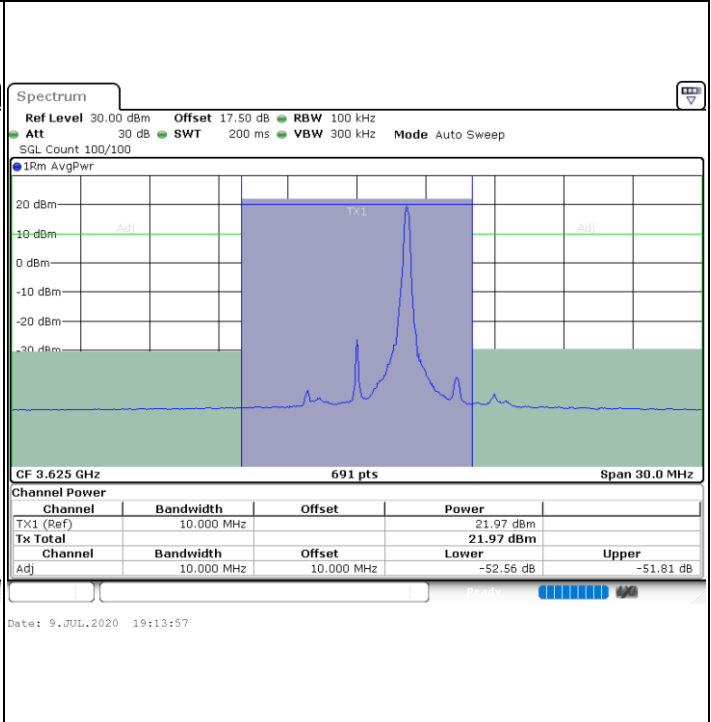 Spectrum
Ref Level 30.00 dBm Offset 17.50 dB RBW 100 kHz
Att 30 dB SWT 200 ms VBW 300 kHz Mode Auto Sweep
SGL Count 100/100
1Rm AvgPwr
20 dBm
TX1
Adj
Adj
10 dBm
0 dBm
-10 dBm
-20 dBm
-30 dBm
CF 3.625 GHz 691 pts Span 30.0 MHz
Channel Power
Channel Bandwidth Offset Power
TX1 (Ref) 10.000 MHz 21.97 dBm
Tx Total 21.97 dBm
Channel Bandwidth Offset Lower Upper
Adj 10.000 MHz 10.000 MHz -52.56 dB -51.81 dB
Ready
Date: 9.JUL.2020 19:13:57